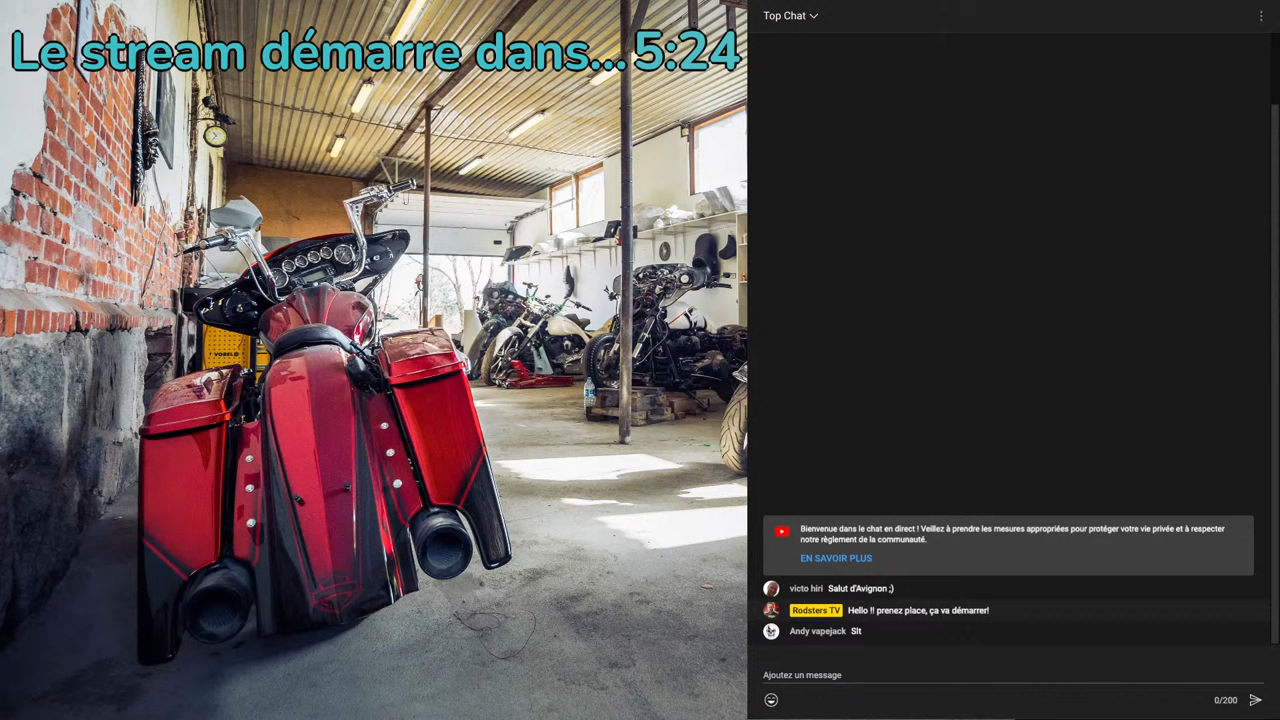 Le stream démarre dans... 5:24
Top Chat
VOREL
Bienvenue dans le chat en direct ! Veillez à prendre les mesures appropriées pour protéger votre vie privée et à respecter
notre règlement de la communauté.
EN SAVOIR PLUS
victo hiri Salut d'Avignon ;)
Rodsters TV Hello !! prenez place, ça va démarrer!
Andy vapejack Slt
Ajoutez un message
0/200